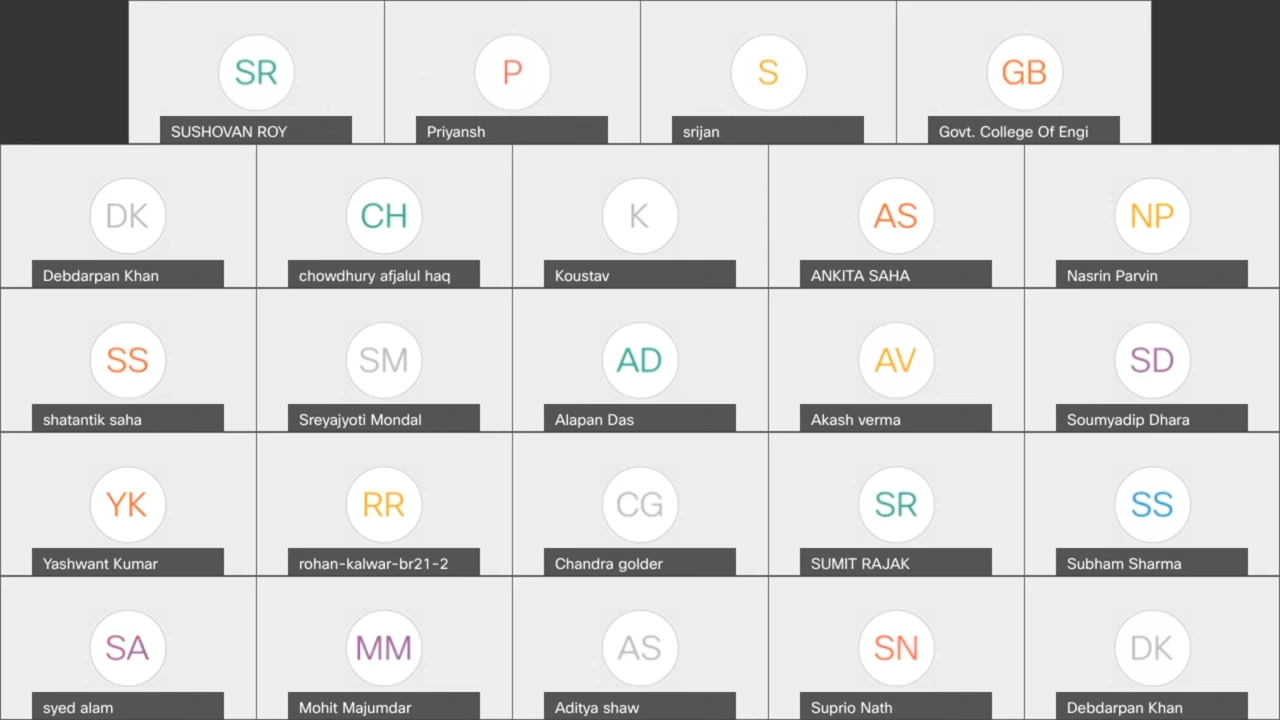 SR
P
S
GB
SUSHOVAN ROY
Priyansh
srijan
Govt. College Of Engi
DK
CH
K
AS
NP
Debdarpan Khan
chowdhury afjalul haq
Koustav
ANKITA SAHA
Nasrin Parvin
SS
SM
AD
AV
SD
shatantik saha
Sreyajyoti Mondal
Alapan Das
Akash verma
Soumyadip Dhara
YK
RR
CG
SR
SS
Yashwant Kumar
rohan-kalwar-br21-2
Chandra golder
SUMIT RAJAK
Subham Sharma
SA
MM
AS
SN
DK
syed alam
Mohit Majumdar
Aditya shaw
Suprio Nath
Debdarpan Khan